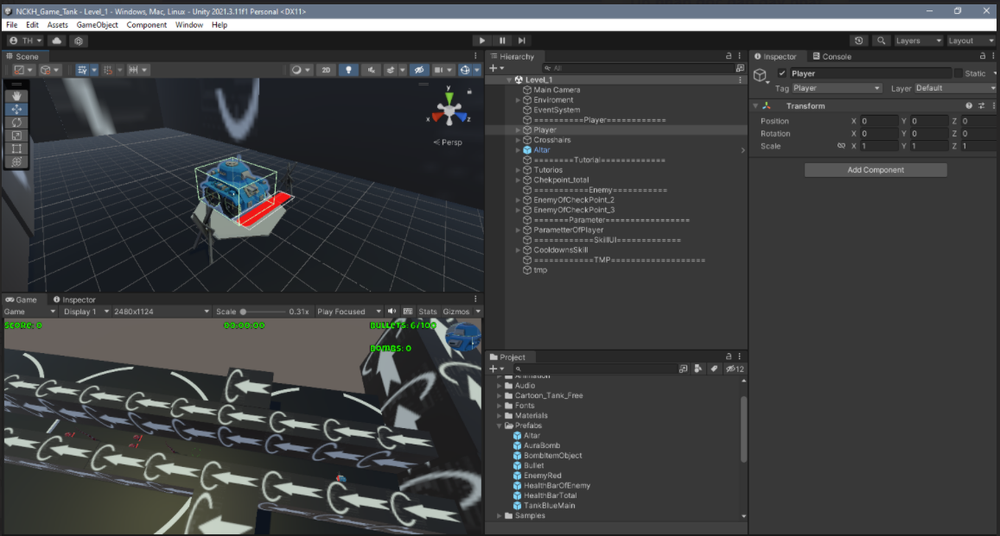 NCKH_Game_Tank - Level_1 - Windows, Mac, Linux - Unity 2021.3.11f1 Personal <DX11>
File Edit Assets GameObject Component Window Help
TH
Layers Layout
Scene
2D
y
x z
< Persp
Game Inspector
Game Display 1 2480x1124 Scale 0.31x Play Focused Stats Gizmos
SCORE: 0 00:00:00 BULLETS: 6/100
BOMBS: 0
Hierarchy
All
Level_1
Main Camera
Enviroment
EventSystem
==========Player============
Player
Crosshairs
Altar
========Tutorial=============
Tutorios
Chekpoint_total
===========Enemy===========
EnemyOfCheckPoint_2
EnemyOfCheckPoint_3
=======Parameter=================
ParametterOfPlayer
============SkillUI=============
CooldownsSkill
============TMP===================
tmp
Project
12
Animation
Audio
Cartoon_Tank_Free
Fonts
Materials
Prefabs
Altar
AuraBomb
BombItemObject
Bullet
EnemyRed
HealthBarOfEnemy
HealthBarTotal
TankBlueMain
Samples
Inspector Console
Player Static
Tag Player Layer Default
Transform
Position X 0 Y 0 Z 0
Rotation X 0 Y 0 Z 0
Scale X 1 Y 1 Z 1
Add Component